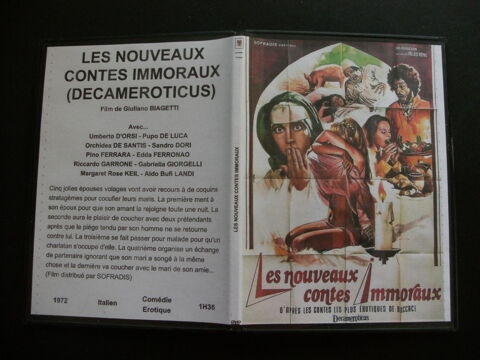 LES NOUVEAUX
CONTES IMMORAUX
(DECAMEROTICUS)
Film de Giuliano BIAGETTI
Avec...
Umberto D'ORSI - Pupo DE LUCA
Orchidea DE SANTIS - Sandro DORI
Pino FERRARA - Edda FERRONAO
Riccardo GARRONE - Gabriella GIORGELLI
Margaret Rose KEIL - Aldo Bufi LANDI
Cinq jolies épouses volages vont avoir recours à de coquins
stratagèmes pour cocufier leurs maris. La première ment à
son époux pour que son amant la rejoigne toute une nuit. La
seconde aura le plaisir de coucher avec deux prétendants
après que le piège tendu par son homme ne se retourne
contre lui. La troisième se fait passer pour malade pour qu'un
charlatan s'occupe d'elle. La quatrième organise un échange
de partenaire ignorant que son mari a songé à la même
chose et la dernière va coucher avec le mari de son amie...
(Film distribué par SOFRADIS)
1972
Italien
Comédie
Erotique
1H36
LES NOUVEAUX CONTES IMMORAUX
DVD
SOFRADIS
Les nouveaux
contes Immoraux
D'APRÈS LES CONTES LES PLUS ÉROTIQUES DE BOCCACE
Decameroticus